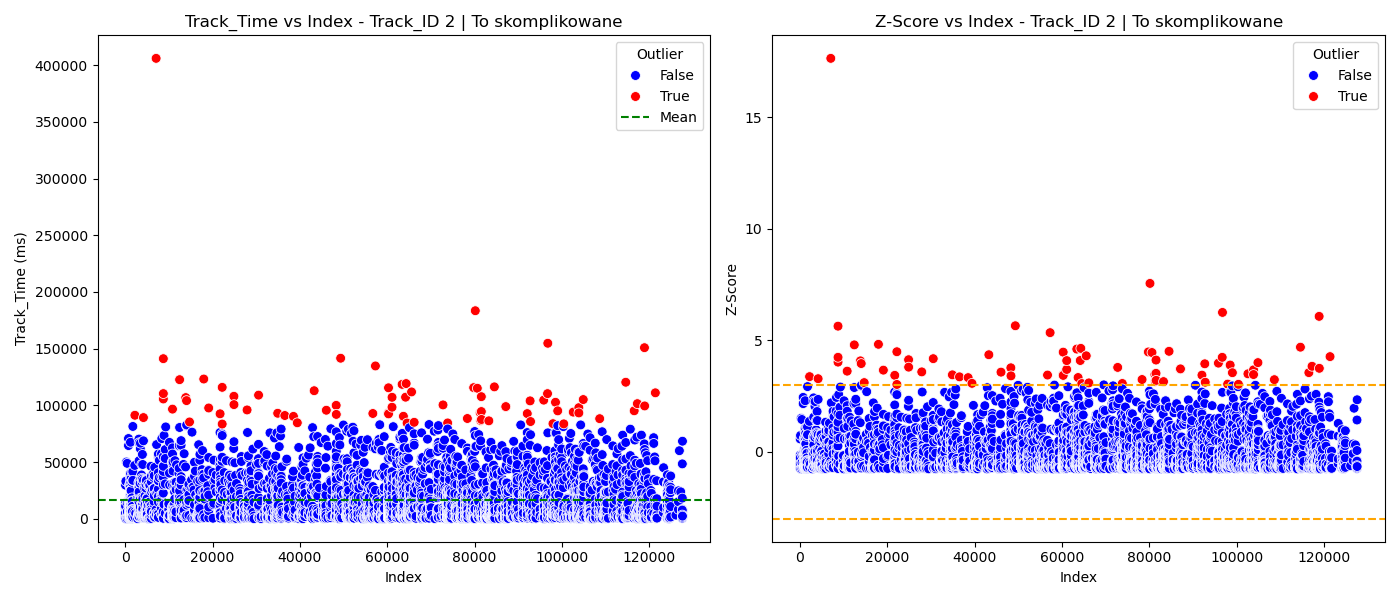 Track_Time vs Index - Track_ID 2 | To skomplikowane
Track_Time (ms)
400000
350000
300000
250000
200000
150000
100000
50000
0
0
20000
40000
60000
80000
100000
120000
Index
Outlier
False
True
Mean
Z-Score vs Index - Track_ID 2 | To skomplikowane
Z-Score
15
10
5
0
0
20000
40000
60000
80000
100000
120000
Index
Outlier
False
True